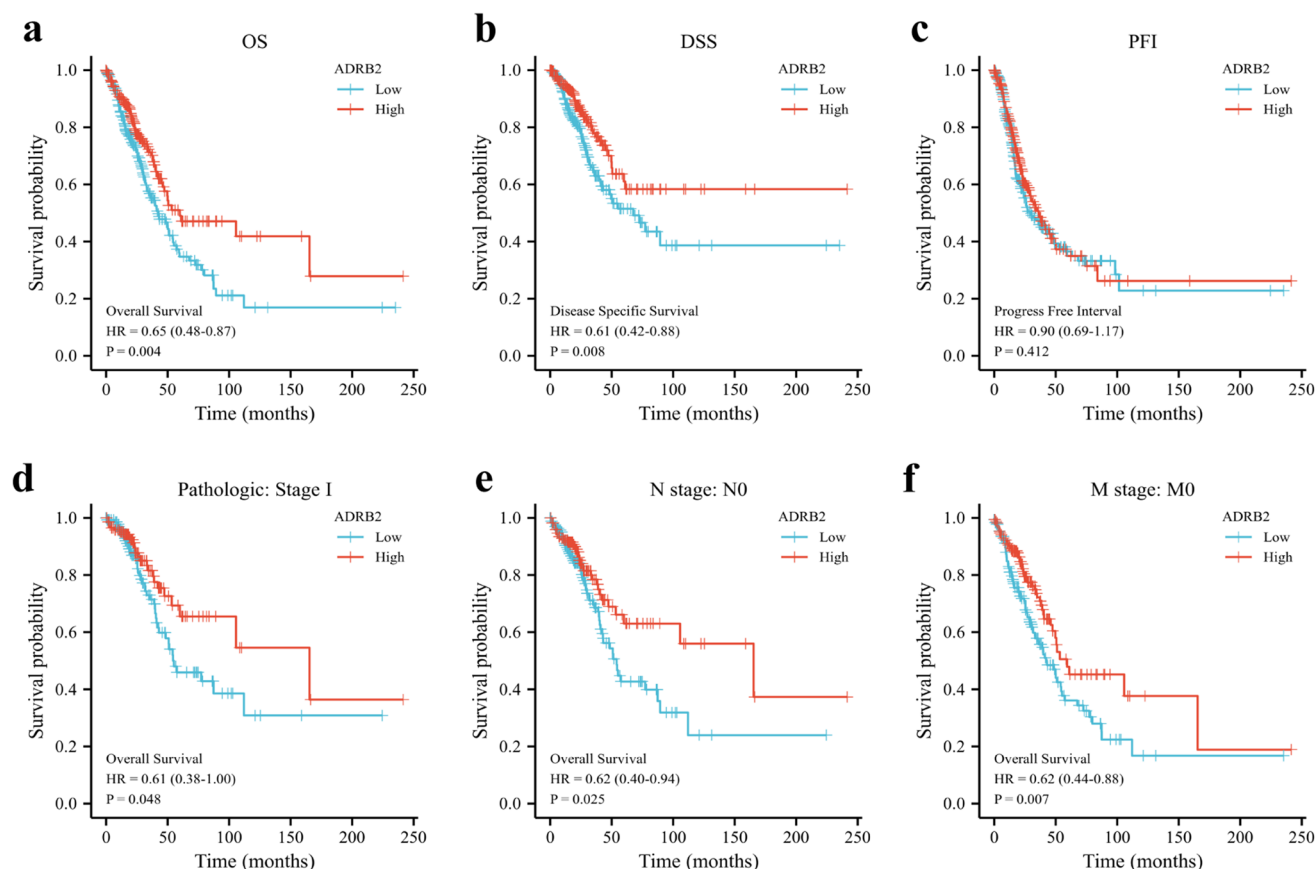 a
OS
ADRB2
Low
High
Survival probability
1.0
0.8
0.6
0.4
0.2
0.0
Overall Survival
HR = 0.65 (0.48-0.87)
P = 0.004
0 50 100 150 200 250
Time (months)
b
DSS
ADRB2
Low
High
Survival probability
1.0
0.8
0.6
0.4
0.2
0.0
Disease Specific Survival
HR = 0.61 (0.42-0.88)
P = 0.008
0 50 100 150 200 250
Time (months)
c
PFI
ADRB2
Low
High
Survival probability
1.0
0.8
0.6
0.4
0.2
0.0
Progress Free Interval
HR = 0.90 (0.69-1.17)
P = 0.412
0 50 100 150 200 250
Time (months)
d
Pathologic: Stage I
ADRB2
Low
High
Survival probability
1.0
0.8
0.6
0.4
0.2
0.0
Overall Survival
HR = 0.61 (0.38-1.00)
P = 0.048
0 50 100 150 200 250
Time (months)
e
N stage: N0
ADRB2
Low
High
Survival probability
1.0
0.8
0.6
0.4
0.2
0.0
Overall Survival
HR = 0.62 (0.40-0.94)
P = 0.025
0 50 100 150 200 250
Time (months)
f
M stage: M0
ADRB2
Low
High
Survival probability
1.0
0.8
0.6
0.4
0.2
0.0
Overall Survival
HR = 0.62 (0.44-0.88)
P = 0.007
0 50 100 150 200 250
Time (months)